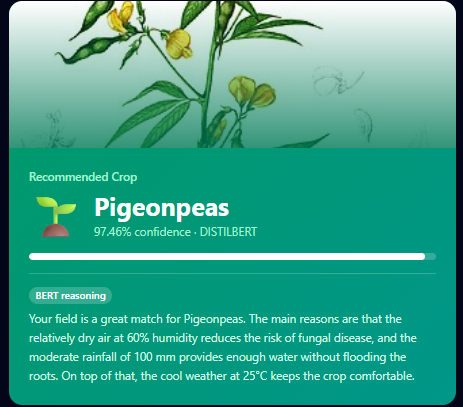 Recommended Crop
Pigeonpeas
97.46% confidence · DISTILBERT
BERT reasoning
Your field is a great match for Pigeonpeas. The main reasons are that the
relatively dry air at 60% humidity reduces the risk of fungal disease, and the
moderate rainfall of 100 mm provides enough water without flooding the
roots. On top of that, the cool weather at 25°C keeps the crop comfortable.